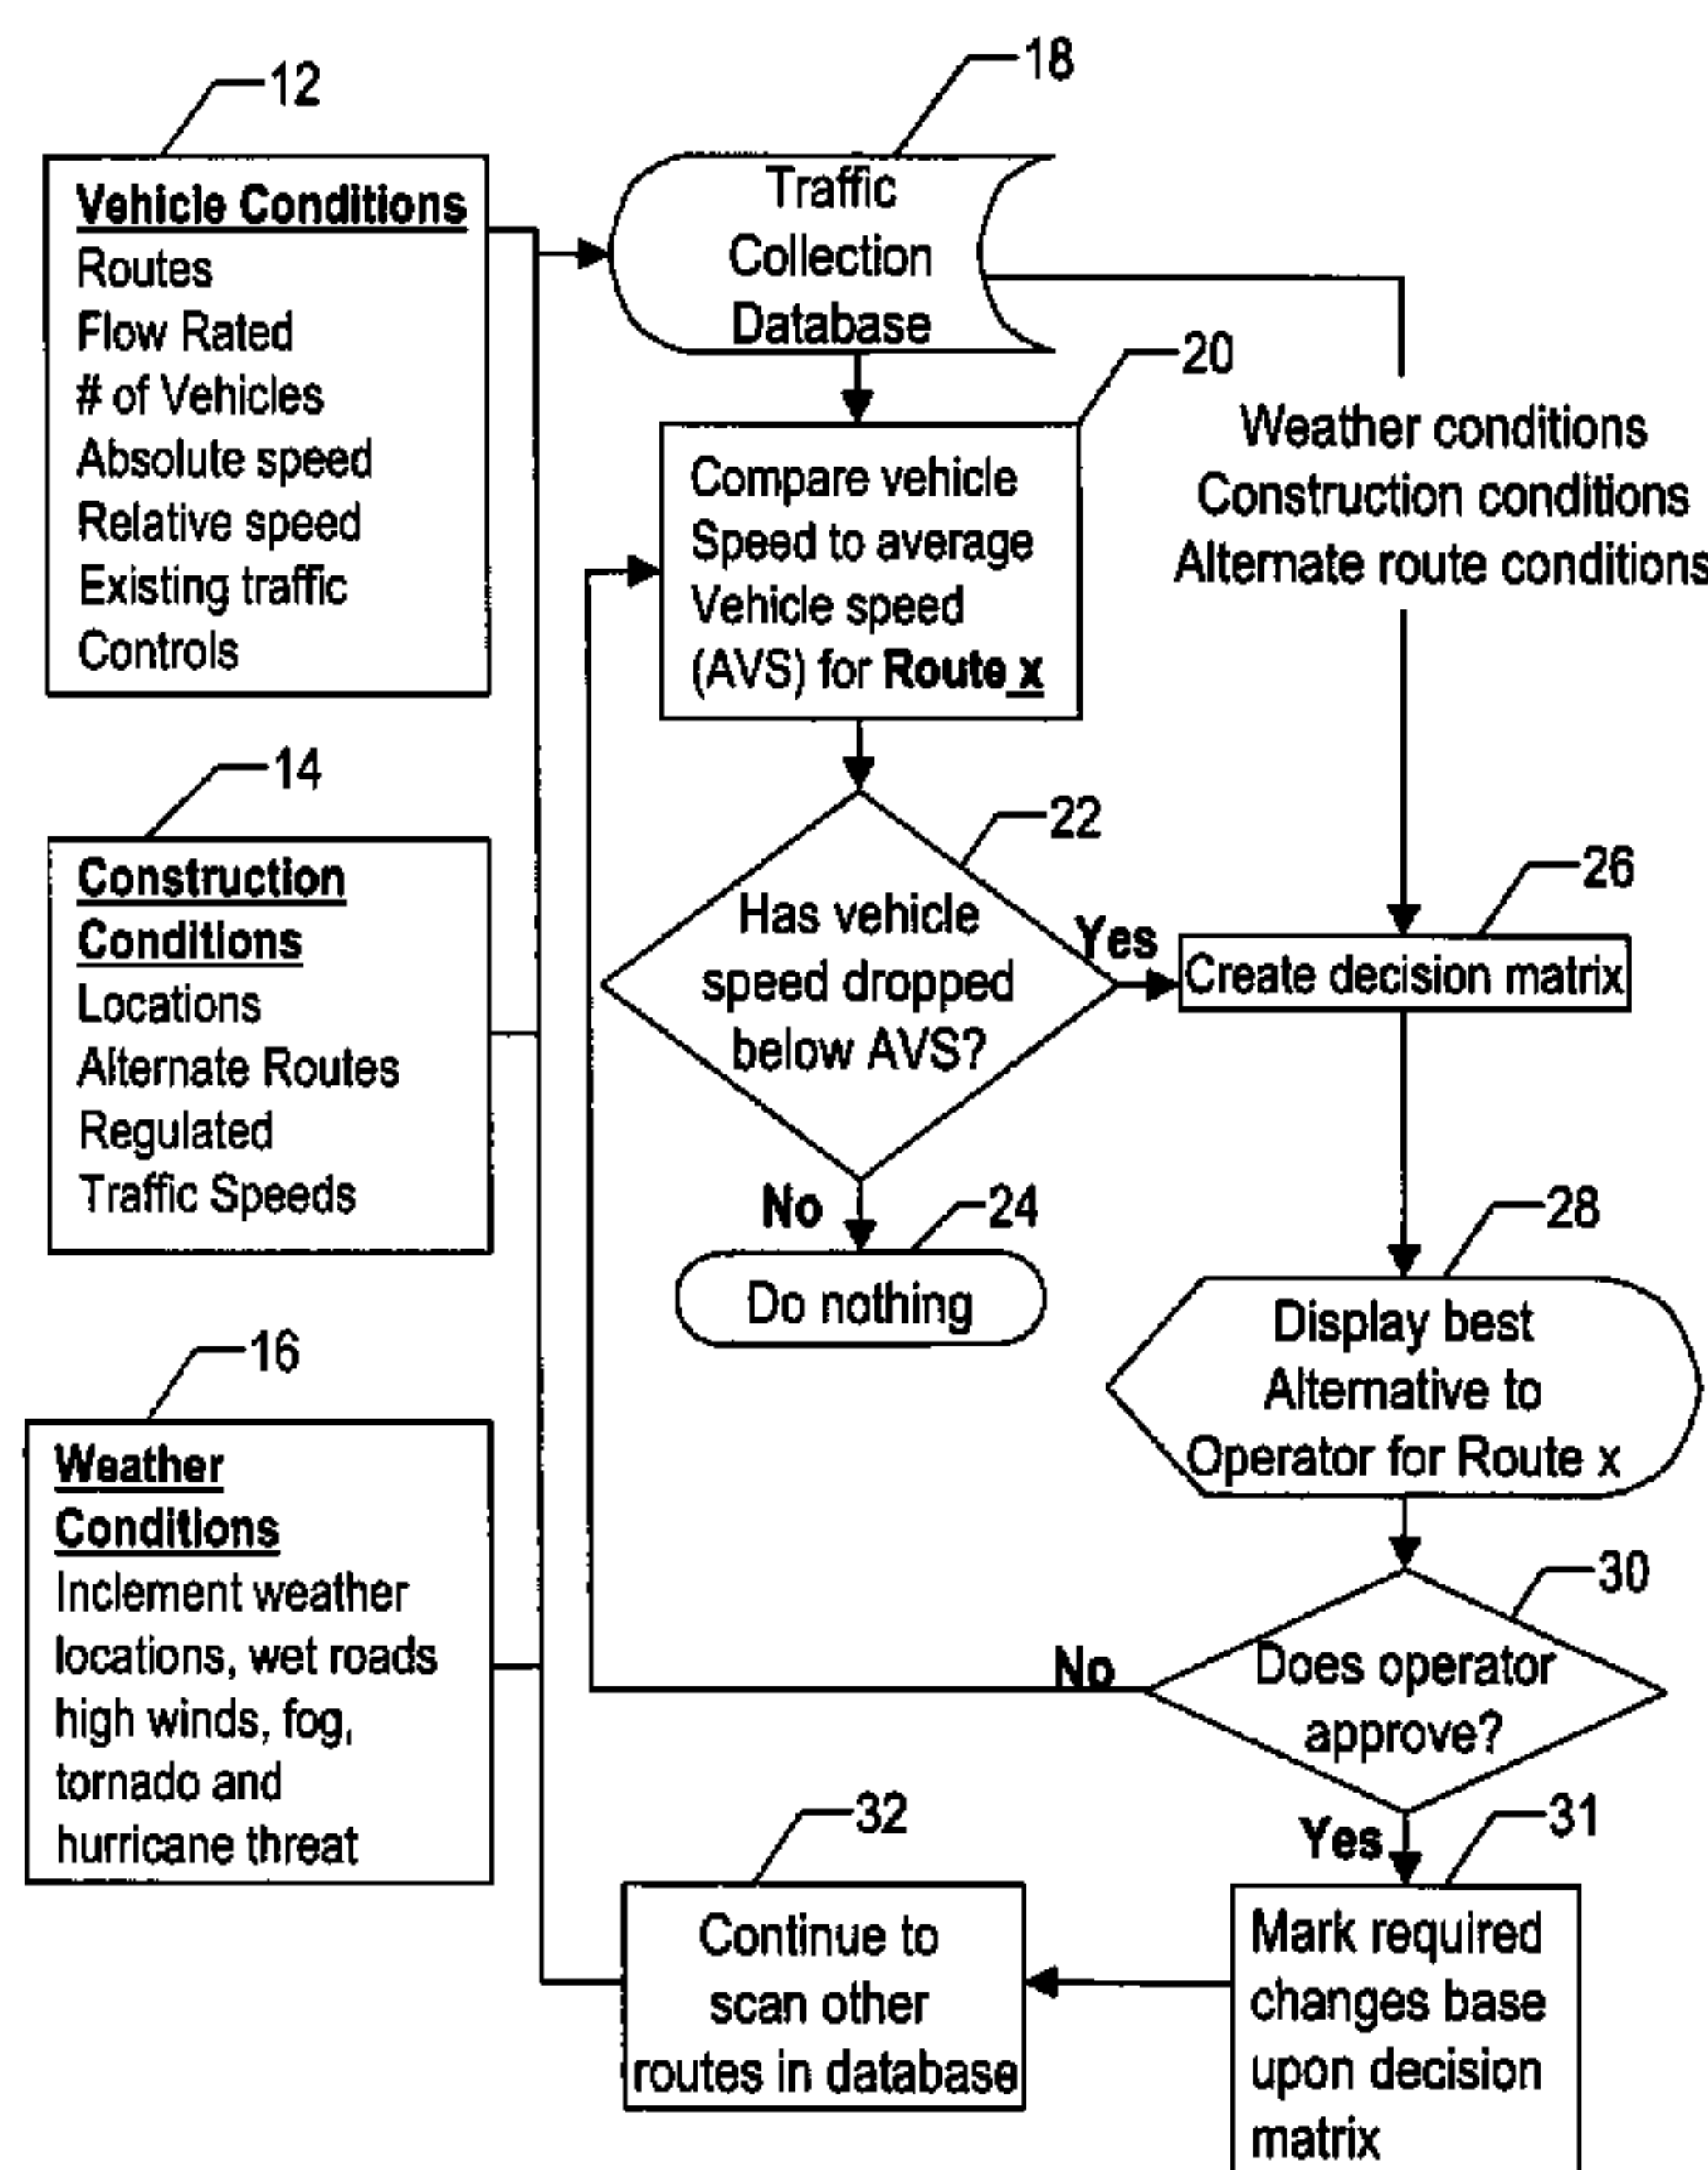 12
Vehicle Conditions
Routes
Flow Rated
# of Vehicles
Absolute speed
Relative speed
Existing traffic
Controls
14
Construction
Conditions
Locations
Alternate Routes
Regulated
Traffic Speeds
16
Weather
Conditions
Inclement weather
locations, wet roads
high winds, fog,
tornado and
hurricane threat
18
Traffic
Collection
Database
20
Compare vehicle
Speed to average
Vehicle speed
(AVS) for Route x
Weather conditions
Construction conditions
Alternate route conditions
22
Has vehicle
speed dropped
below AVS?
Yes
No
24
Do nothing
26
Create decision matrix
28
Display best
Alternative to
Operator for Route x
30
Does operator
approve?
No
Yes
31
Mark required
changes base
upon decision
matrix
32
Continue to
scan other
routes in database